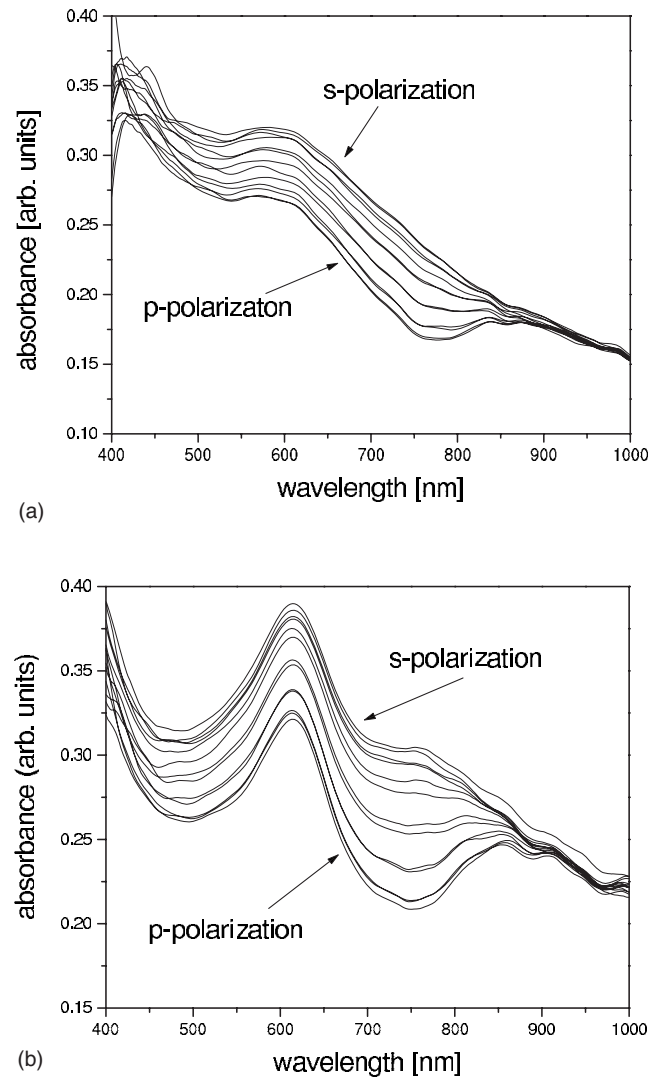 0.40
0.35
0.30
0.25
0.20
0.15
0.10
absorbance [arb. units]
s-polarization
p-polarizaton
400 500 600 700 800 900 1000
wavelength [nm]
(a)
0.40
0.35
0.30
0.25
0.20
0.15
absorbance (arb. units)
s-polarization
p-polarization
400 500 600 700 800 900 1000
wavelength [nm]
(b)